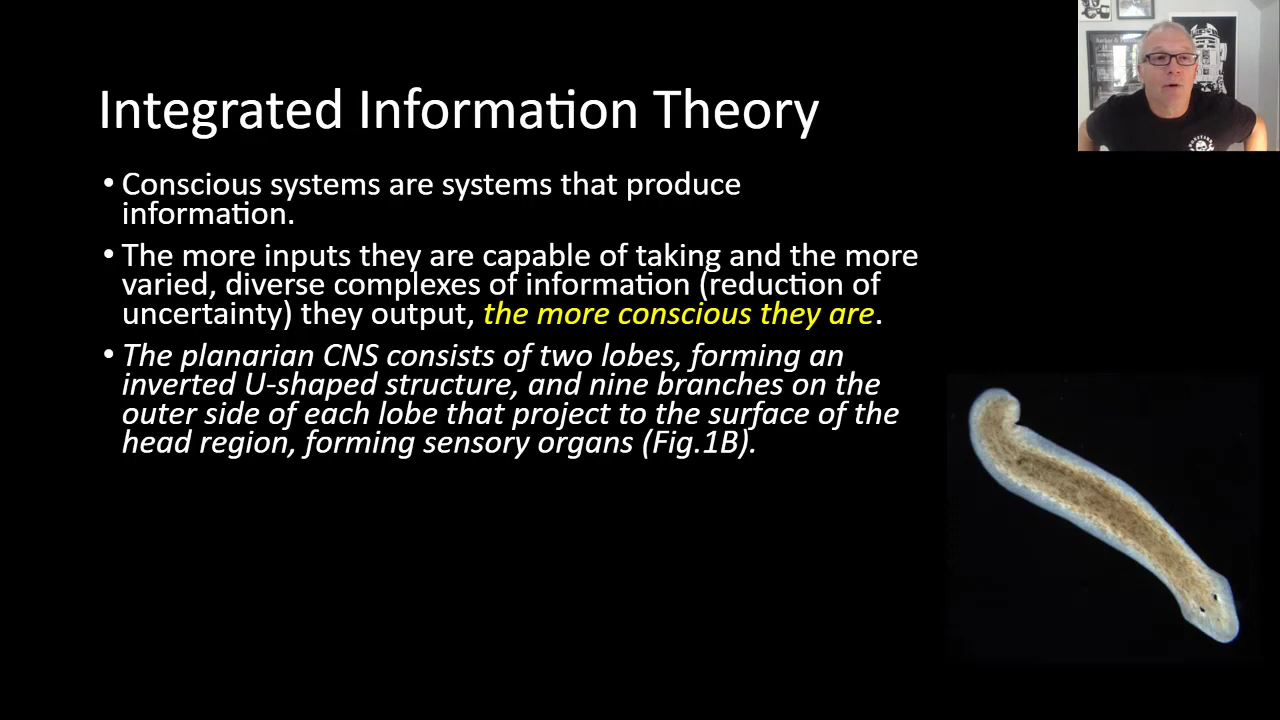 Integrated Information Theory
• Conscious systems are systems that produce
information.
• The more inputs they are capable of taking and the more
varied, diverse complexes of information (reduction of
uncertainty) they output, the more conscious they are.
• The planarian CNS consists of two lobes, forming an
inverted U-shaped structure, and nine branches on the
outer side of each lobe that project to the surface of the
head region, forming sensory organs (Fig.1B).